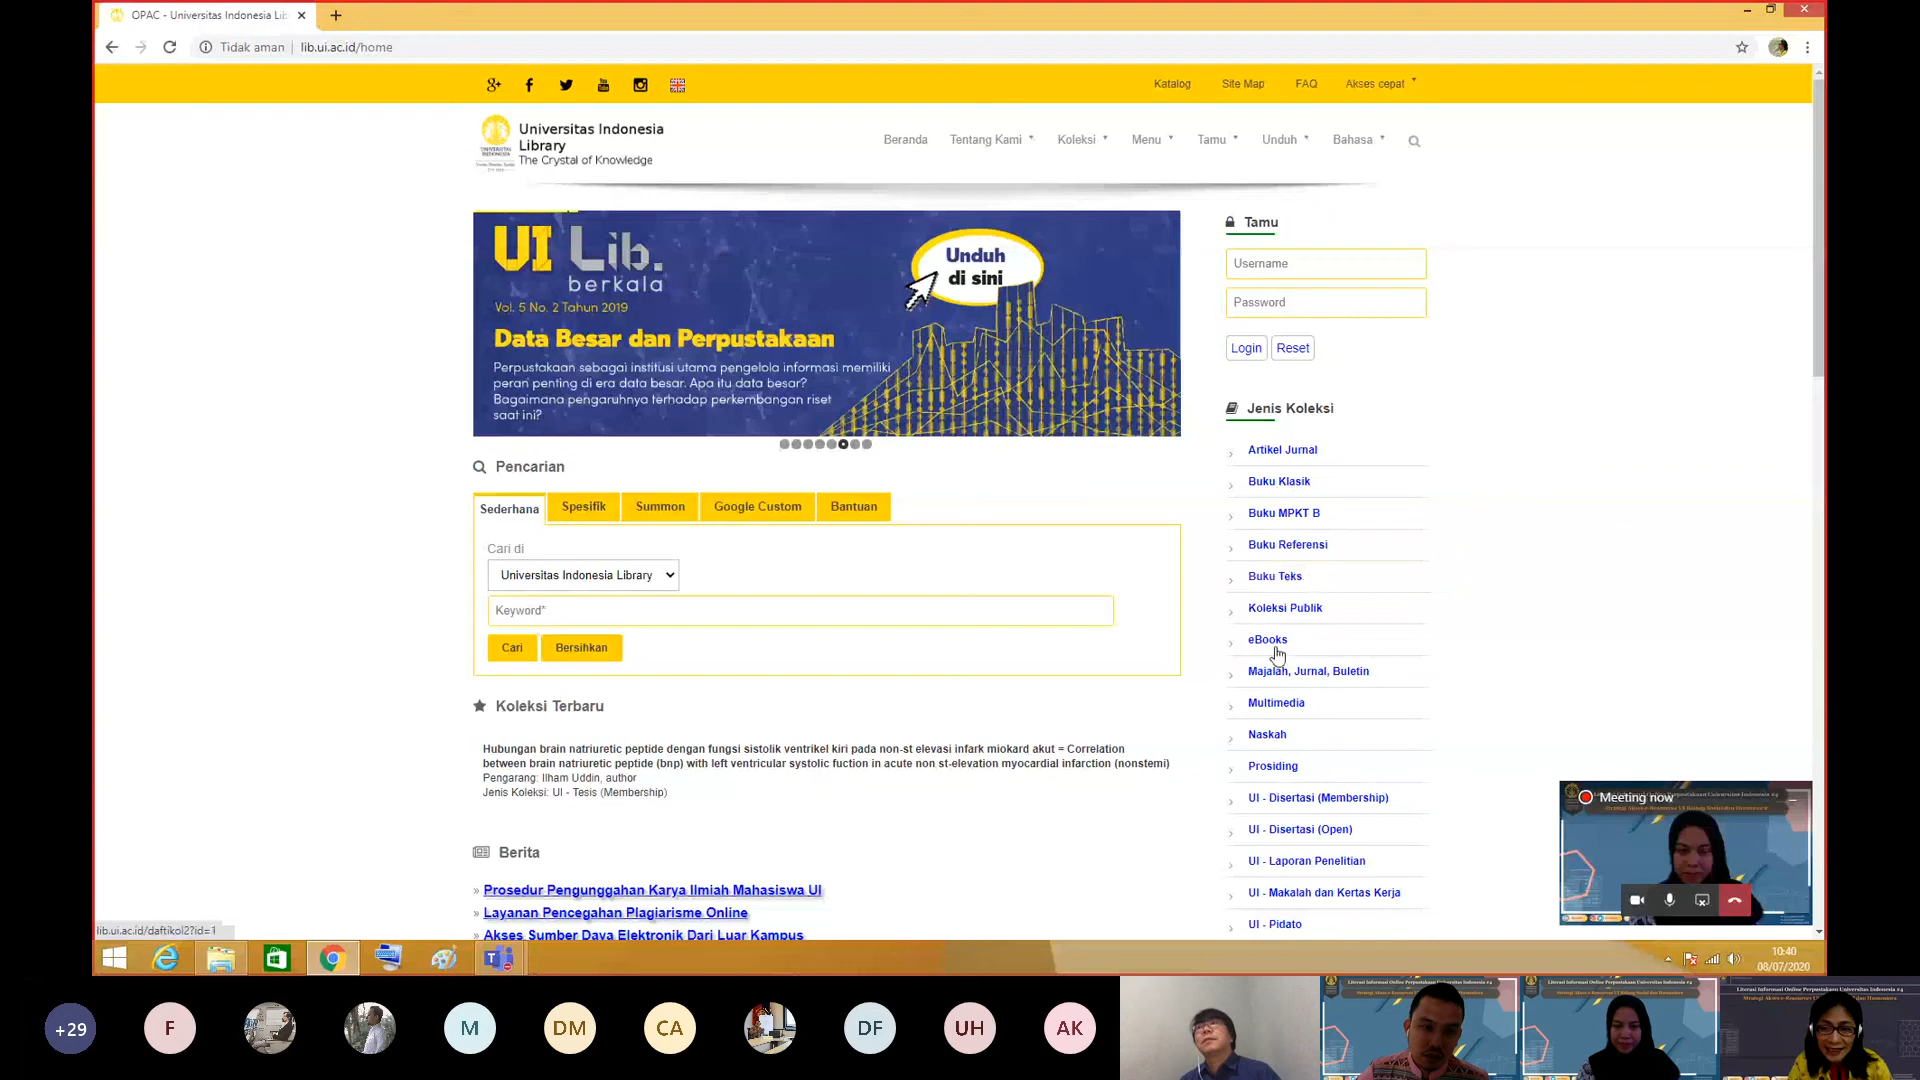 OPAC - Universitas Indonesia Lib
Tidak aman
lib.ui.ac.id/home
Katalog
Site Map
FAQ
Akses cepat
Universitas Indonesia
Library
The Crystal of Knowledge
Beranda
Tentang Kami
Koleksi
Menu
Tamu
Unduh
Bahasa
UI Lib.
berkala
Vol. 5 No. 2 Tahun 2019
Data Besar dan Perpustakaan
Perpustakaan sebagai institusi utama pengelola informasi memiliki
peran penting di era data besar. Apa itu data besar?
Bagaimana pengaruhnya terhadap perkembangan riset
saat ini?
Unduh
di sini
Pencarian
Sederhana
Spesifik
Summon
Google Custom
Bantuan
Cari di
Universitas Indonesia Library
Keyword*
Cari
Bersihkan
Koleksi Terbaru
Hubungan brain natriuretic peptide dengan fungsi sistolik ventrikel kiri pada non-st elevasi infark miokard akut = Correlation
between brain natriuretic peptide (bnp) with left ventricular systolic fuction in acute non st-elevation myocardial infarction (nonstemi)
Pengarang: Ilham Uddin, author
Jenis Koleksi: UI - Tesis (Membership)
Berita
» Prosedur Pengunggahan Karya Ilmiah Mahasiswa UI
» Layanan Pencegahan Plagiarisme Online
» Akses Sumber Daya Elektronik Dari Luar Kampus
Tamu
Username
Password
Login
Reset
Jenis Koleksi
Artikel Jurnal
Buku Klasik
Buku MPKT B
Buku Referensi
Buku Teks
Koleksi Publik
eBooks
Majalah, Jurnal, Buletin
Multimedia
Naskah
Prosiding
UI - Disertasi (Membership)
UI - Disertasi (Open)
UI - Laporan Penelitian
UI - Makalah dan Kertas Kerja
UI - Pidato
Meeting now
lib.ui.ac.id/daftikol2?id=1
10:40
08/07/2020
+29
F
M
DM
CA
DF
UH
AK